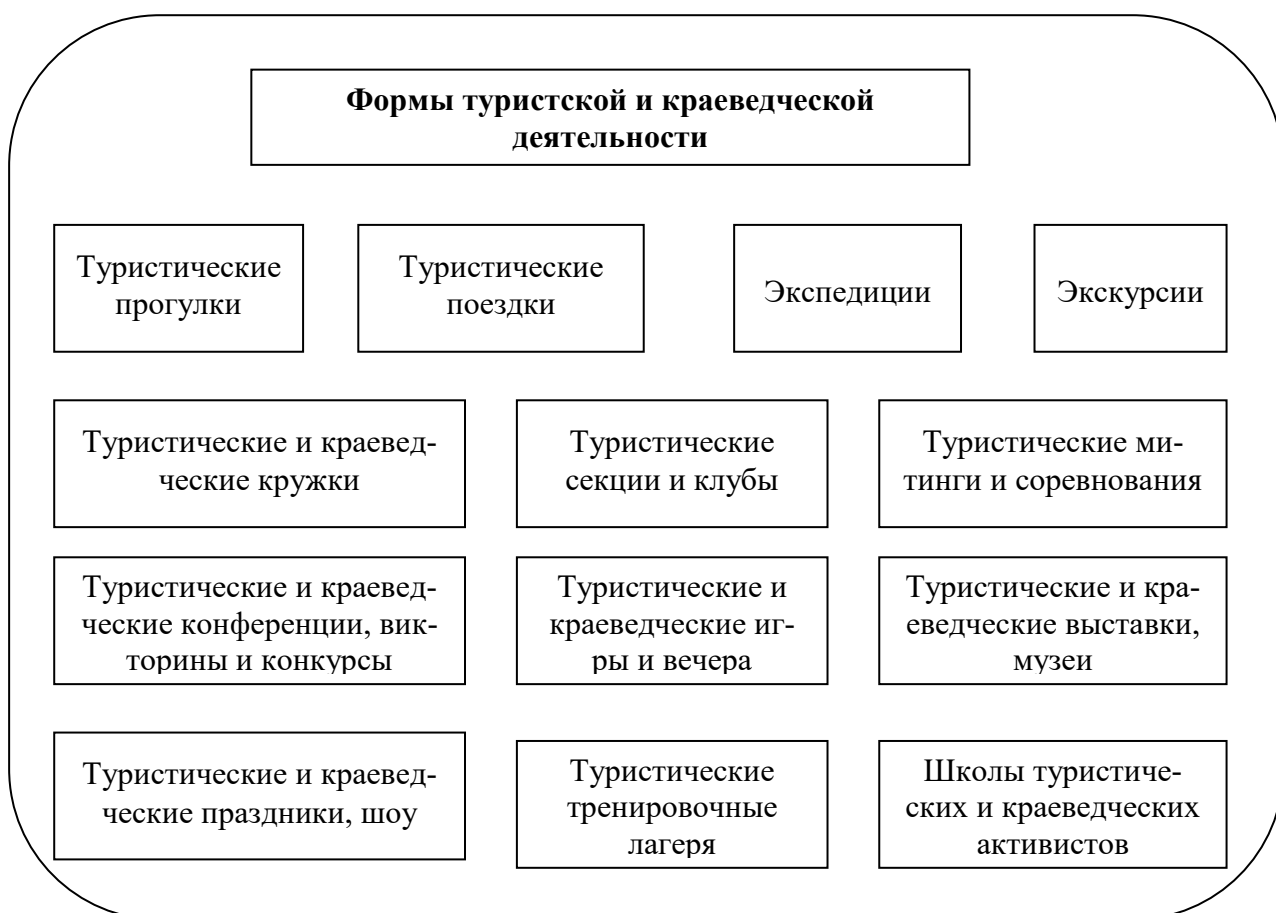 Формы туристской и краеведческой
деятельности
Туристические
прогулки
Туристические
поездки
Экспедиции
Экскурсии
Туристические и краевед-
ческие кружки
Туристические
секции и клубы
Туристические ми-
тинги и соревнования
Туристические и краевед-
ческие конференции, вик-
торины и конкурсы
Туристические и
краеведческие иг-
ры и вечера
Туристические и кра-
еведческие выставки,
музеи
Туристические и краевед-
ческие праздники, шоу
Туристические
тренировочные
лагеря
Школы туристиче-
ских и краеведческих
активистов